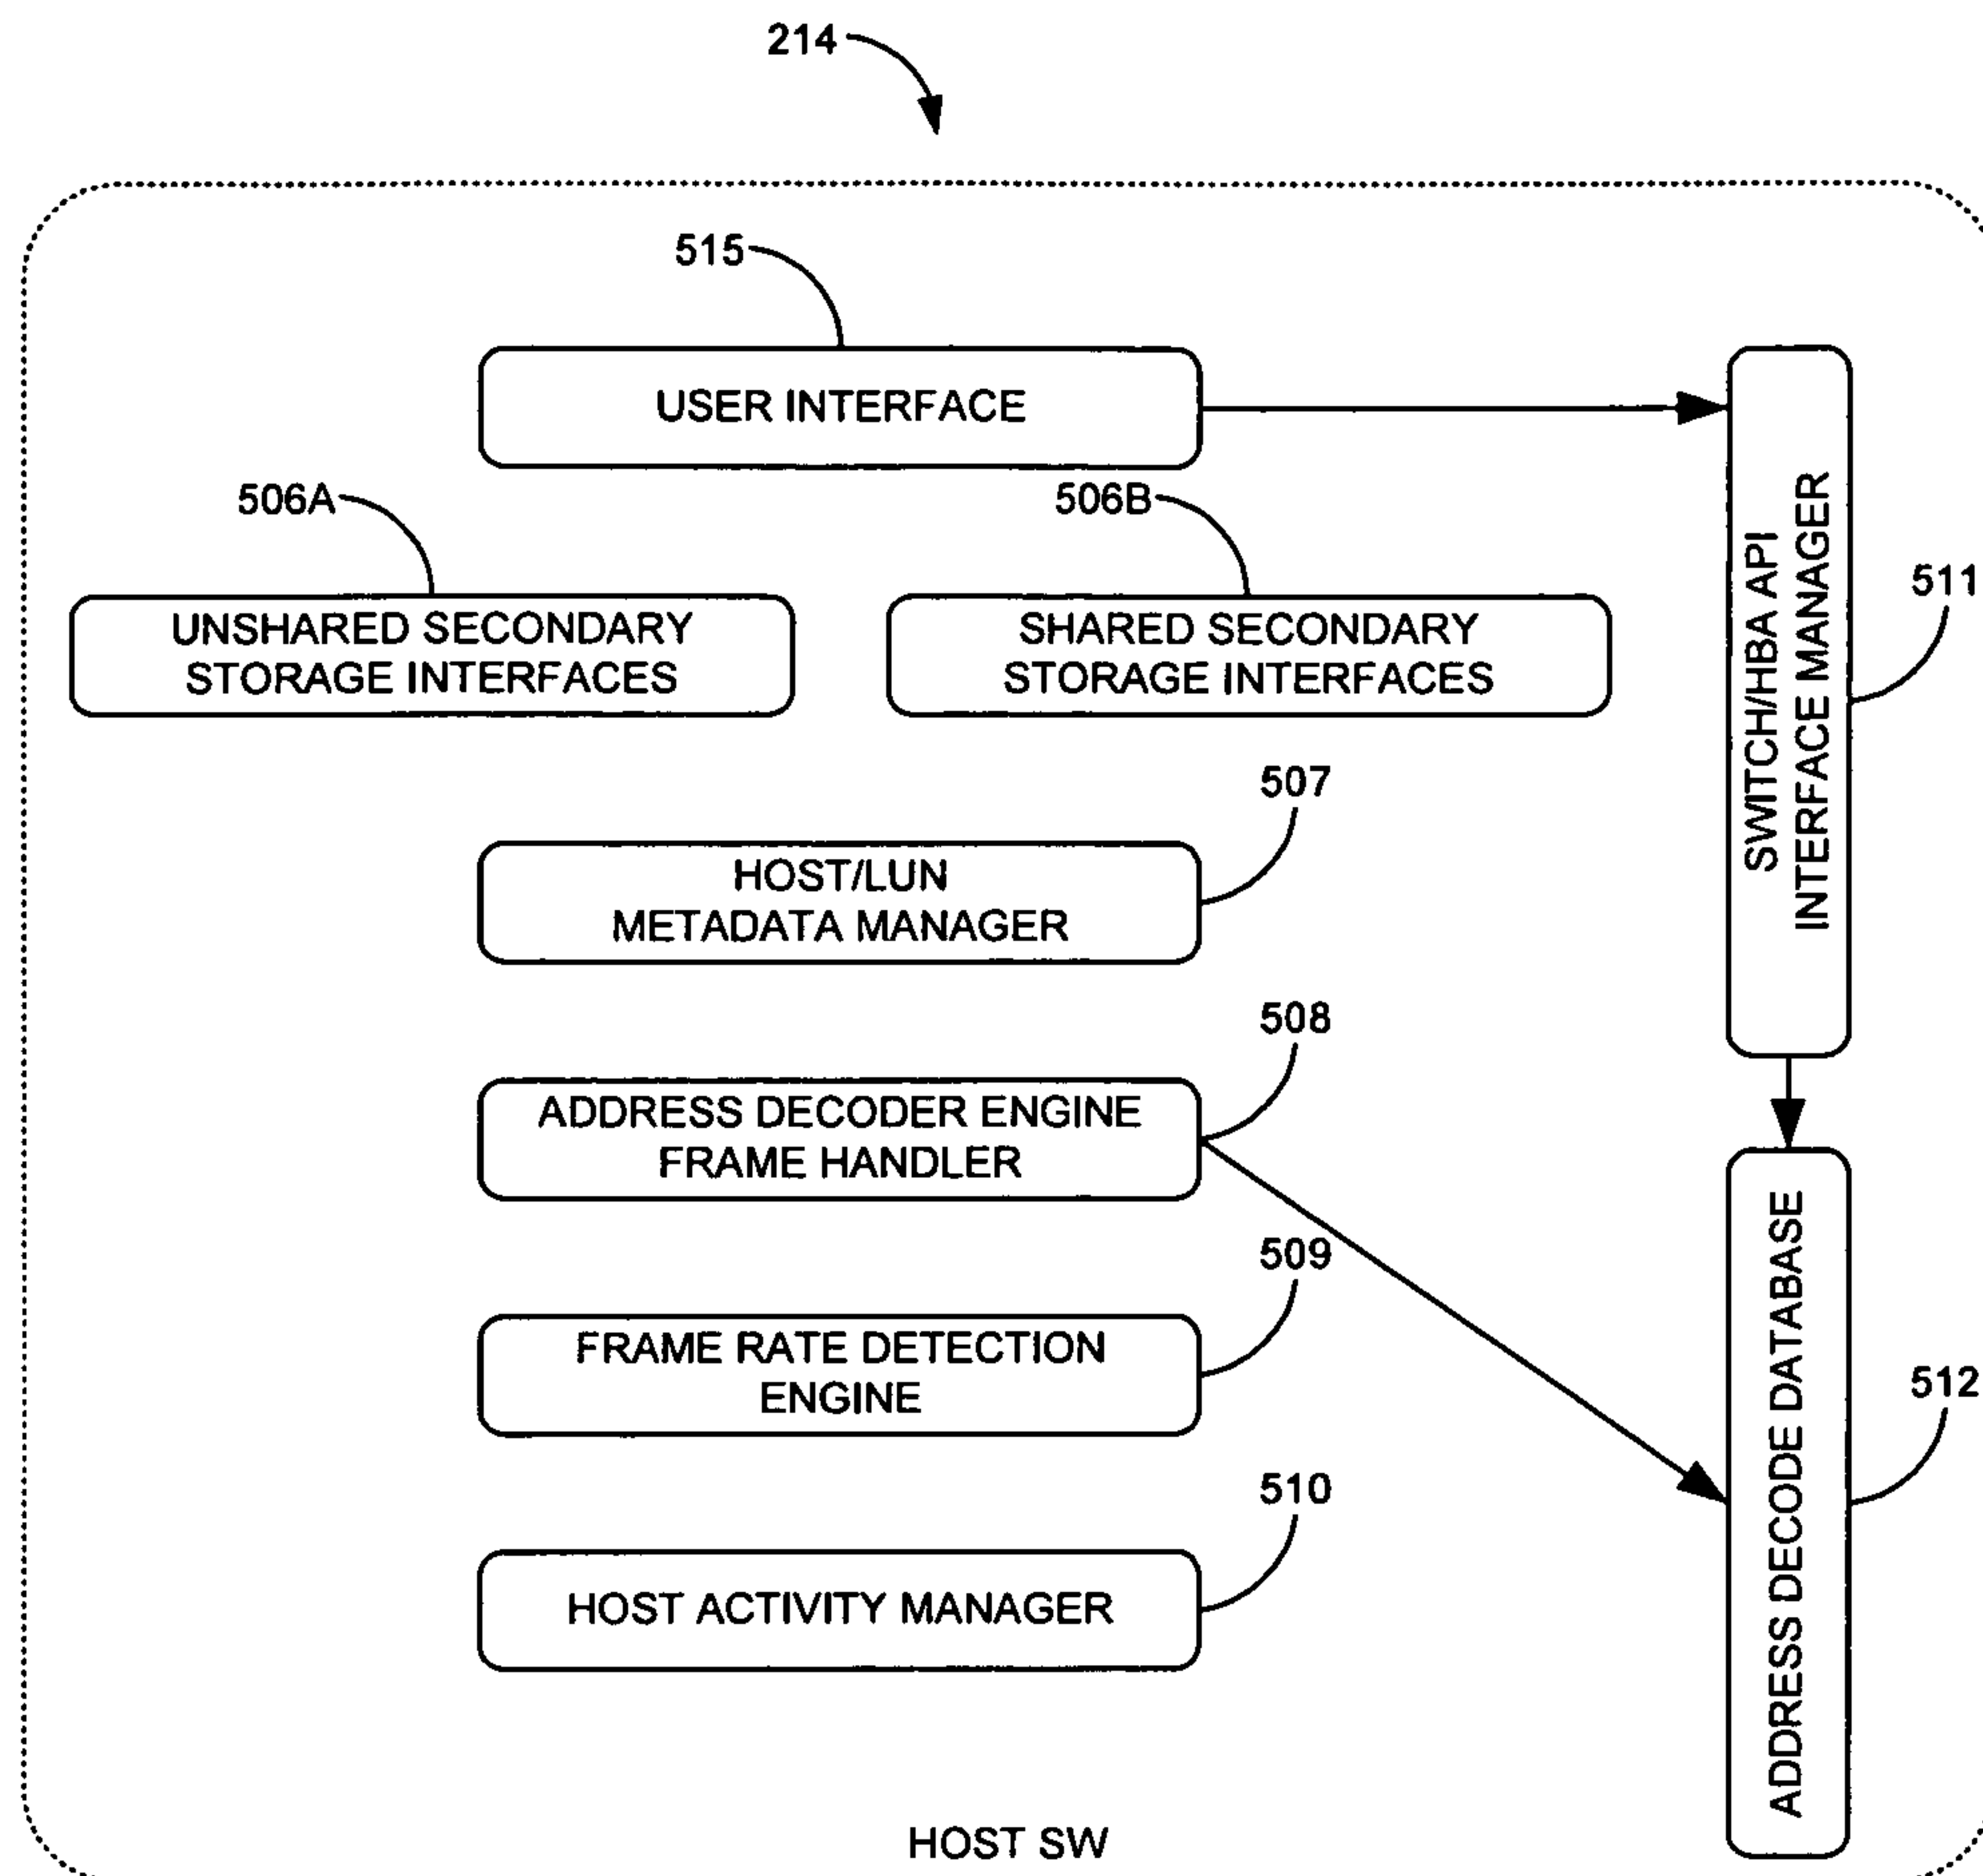 214
515
USER INTERFACE
506A
506B
UNSHARED SECONDARY
STORAGE INTERFACES
SHARED SECONDARY
STORAGE INTERFACES
SWITCH/HBA API
INTERFACE MANAGER
511
507
HOST/LUN
METADATA MANAGER
508
ADDRESS DECODER ENGINE
FRAME HANDLER
509
FRAME RATE DETECTION
ENGINE
ADDRESS DECODE DATABASE
512
510
HOST ACTIVITY MANAGER
HOST SW